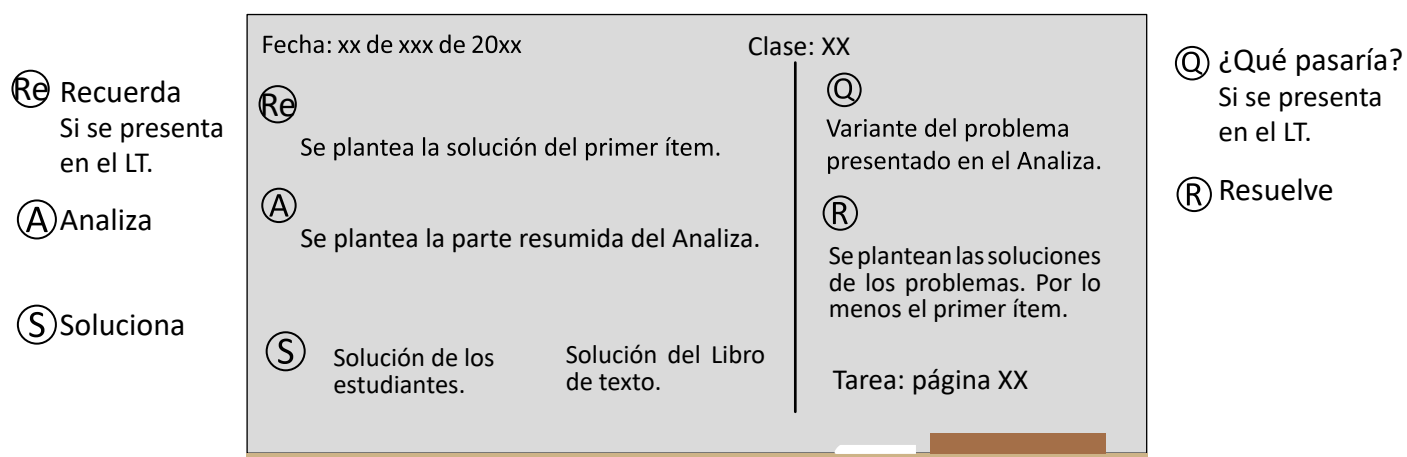 Re Recuerda
Si se presenta
en el LT.
A Analiza
S Soluciona
Fecha: xx de xxx de 20xx
Clase: XX
Re
Se plantea la solución del primer ítem.
A
Se plantea la parte resumida del Analiza.
S
Solución de los
estudiantes.
Solución del Libro
de texto.
Q
Variante del problema
presentado en el Analiza.
R
Se plantean las soluciones
de los problemas. Por lo
menos el primer ítem.
Tarea: página XX
Q ¿Qué pasaría?
Si se presenta
en el LT.
R Resuelve